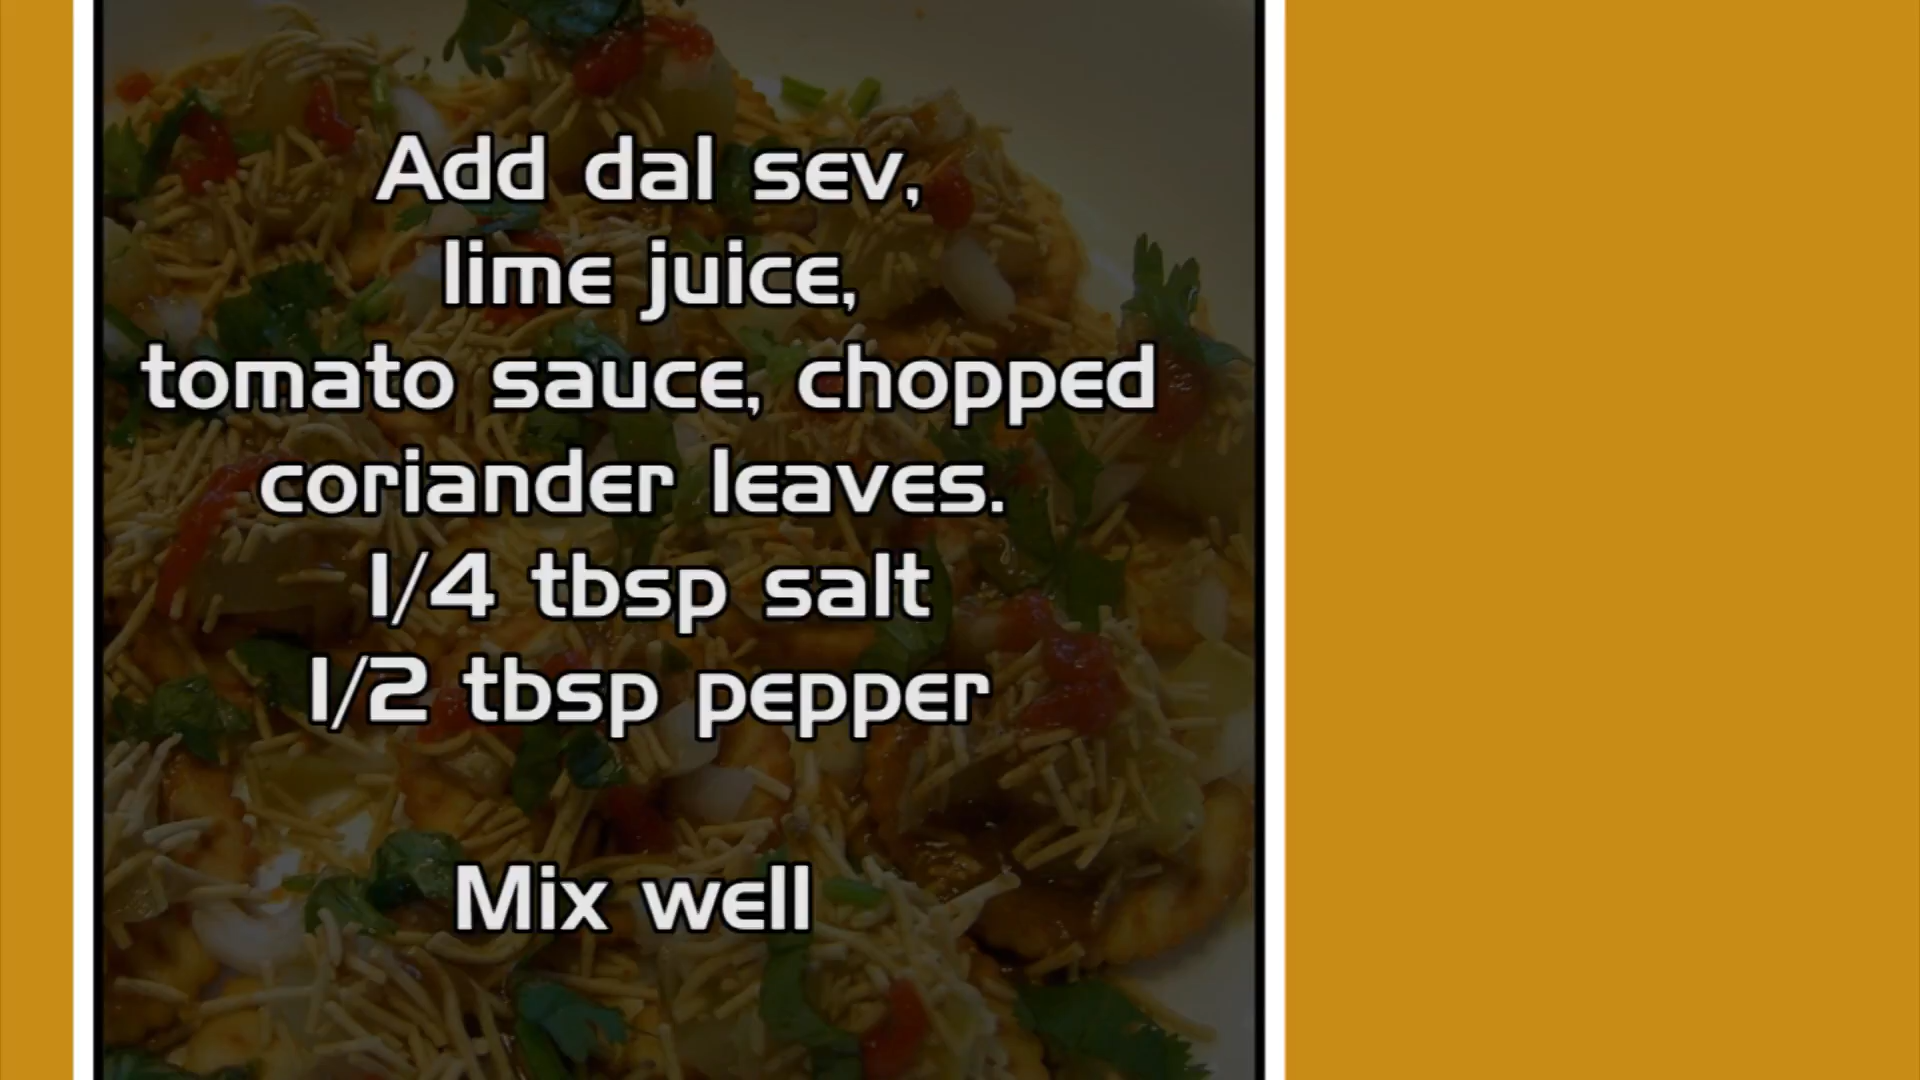 Add dal sev,
lime juice,
tomato sauce, chopped
coriander leaves.
1/4 tbsp salt
1/2 tbsp pepper
Mix well